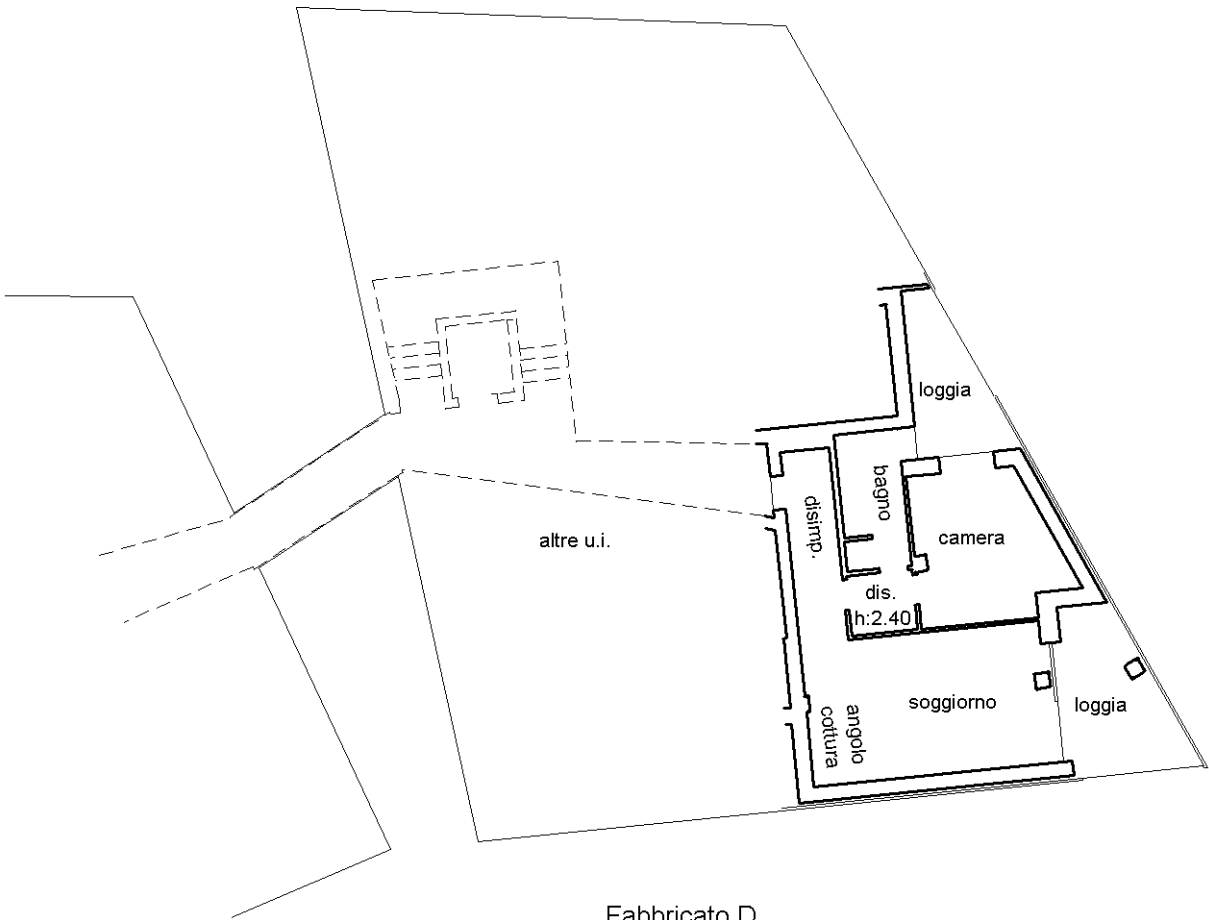 loggia
bagno
disimp.
camera
altre u.i.
dis.
h:2.40
soggiorno
loggia
angolo
cottura
Fabbricato D